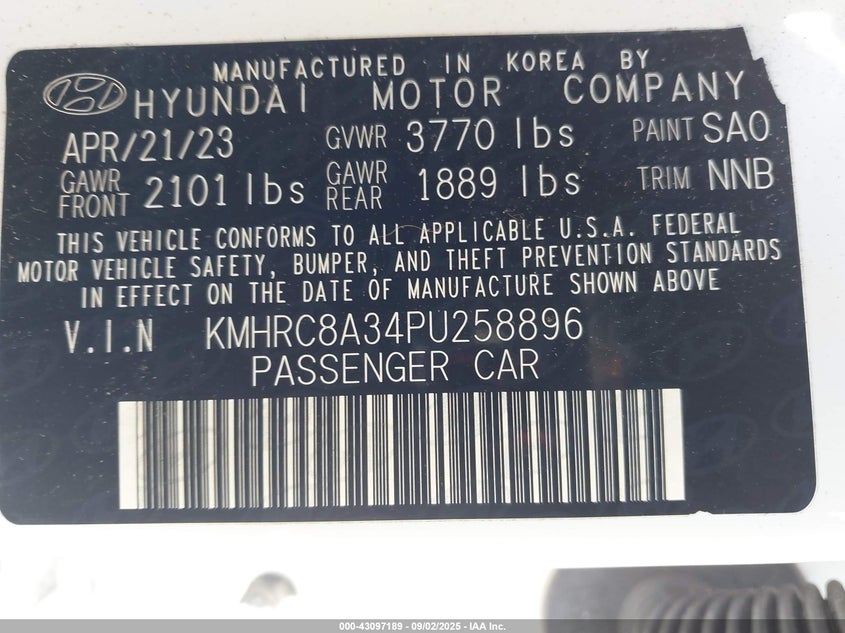 MANUFACTURED IN KOREA BY
HYUNDAI MOTOR COMPANY
APR/21/23 GVWR 3770 lbs PAINT SAO
GAWR FRONT 2101 lbs GAWR REAR 1889 lbs TRIM NNB
THIS VEHICLE CONFORMS TO ALL APPLICABLE U.S.A. FEDERAL
MOTOR VEHICLE SAFETY, BUMPER, AND THEFT PREVENTION STANDARDS
IN EFFECT ON THE DATE OF MANUFACTURE SHOWN ABOVE
V.I.N KMHRC8A34PU258896
PASSENGER CAR
000-43097189 - 09/02/2025 - IAA Inc.